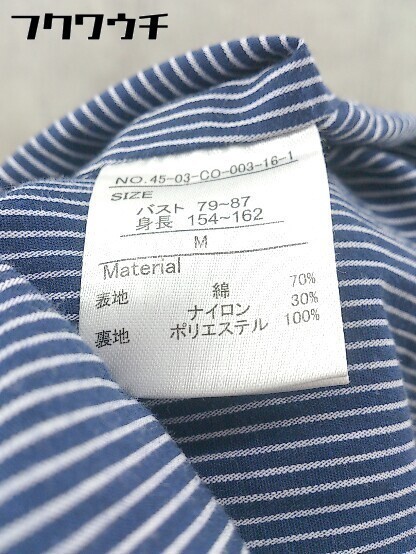 フクワウチ
NO.45-03-CO-003-16-1
SIZE
バスト 79~87
身長 154~162
M
Material
表地 綿 70%
ナイロン 30%
裏地 ポリエステル 100%